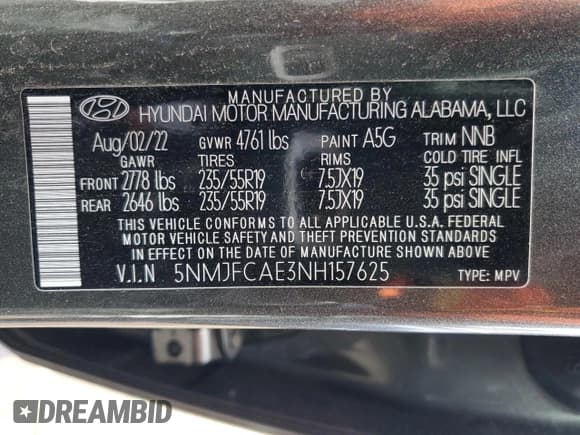 MANUFACTURED BY
HYUNDAI MOTOR MANUFACTURING ALABAMA, LLC
Aug/02/22 GVWR 4761 lbs PAINT A5G TRIM NNB
GAWR TIRES RIMS COLD TIRE INFL
FRONT 2778 lbs 235/55R19 7.5JX19 35 psi SINGLE
REAR 2646 lbs 235/55R19 7.5JX19 35 psi SINGLE
THIS VEHICLE CONFORMS TO ALL APPLICABLE U.S.A. FEDERAL
MOTOR VEHICLE SAFETY AND THEFT PREVENTION STANDARDS
IN EFFECT ON THE DATE OF MANUFACTURE SHOWN ABOVE.
V.I.N 5NMJFCAE3NH157625 TYPE: MPV
DREAMBID